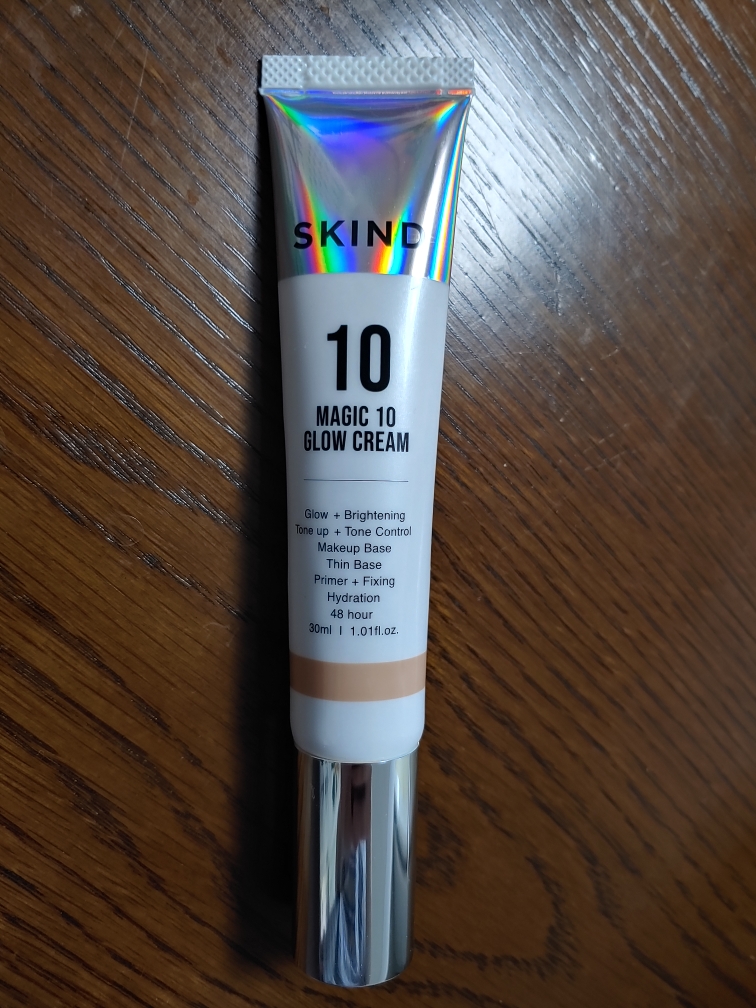 SKIND
10
MAGIC 10
GLOW CREAM
Glow + Brightening
Tone up + Tone Control
Makeup Base
Thin Base
Primer + Fixing
Hydration
48 hour
30ml | 1.01fl.oz.